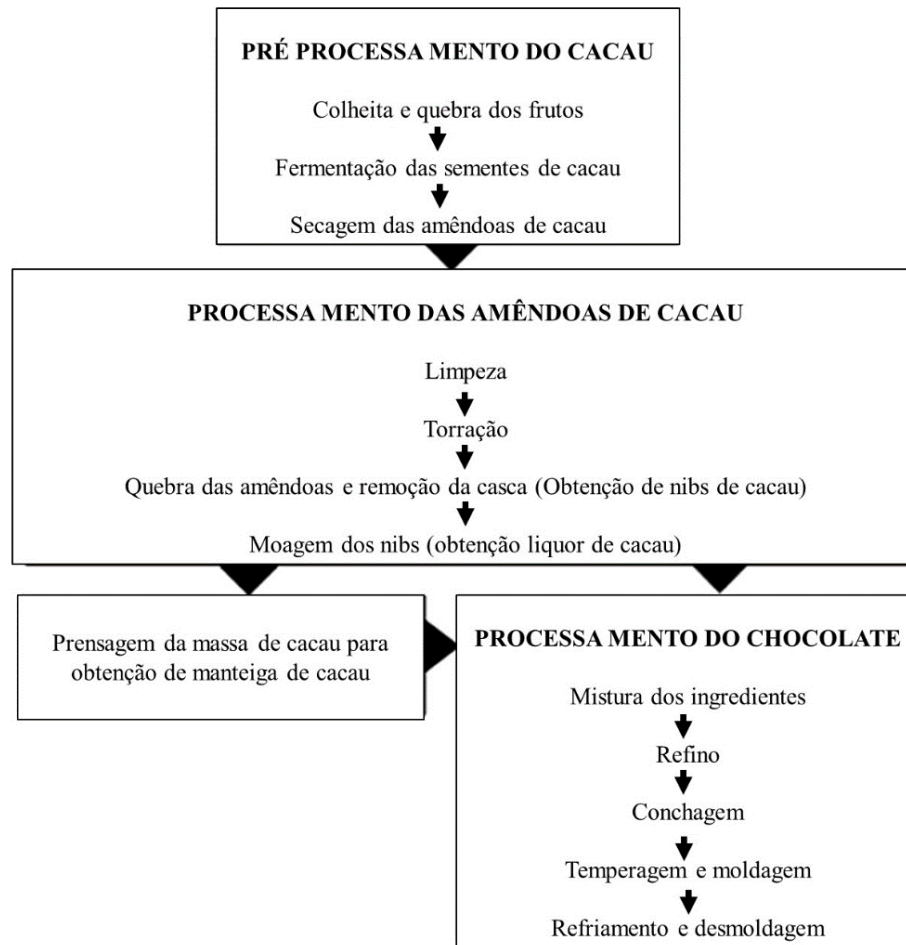 PRÉ PROCESSA MENTO DO CACAU
Colheita e quebra dos frutos
Fermentação das sementes de cacau
Secagem das amêndoas de cacau
PROCESSA MENTO DAS AMÊNDOAS DE CACAU
Limpeza
Torração
Quebra das amêndoas e remoção da casca (Obtenção de nibs de cacau)
Moagem dos nibs (obtenção liquor de cacau)
Prensagem da massa de cacau para
obtenção de manteiga de cacau
PROCESSA MENTO DO CHOCOLATE
Mistura dos ingredientes
Refino
Conchagem
Temperagem e moldagem
Refriamento e desmoldagem